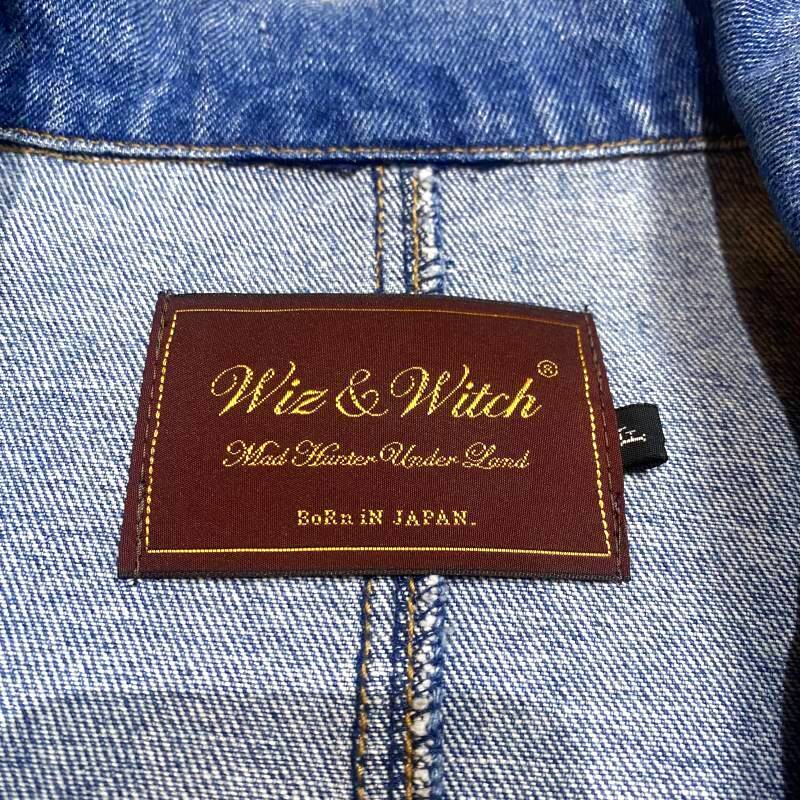 Wiz & Witch®
Mad Hunter Under Land
BoRn iN JAPAN.